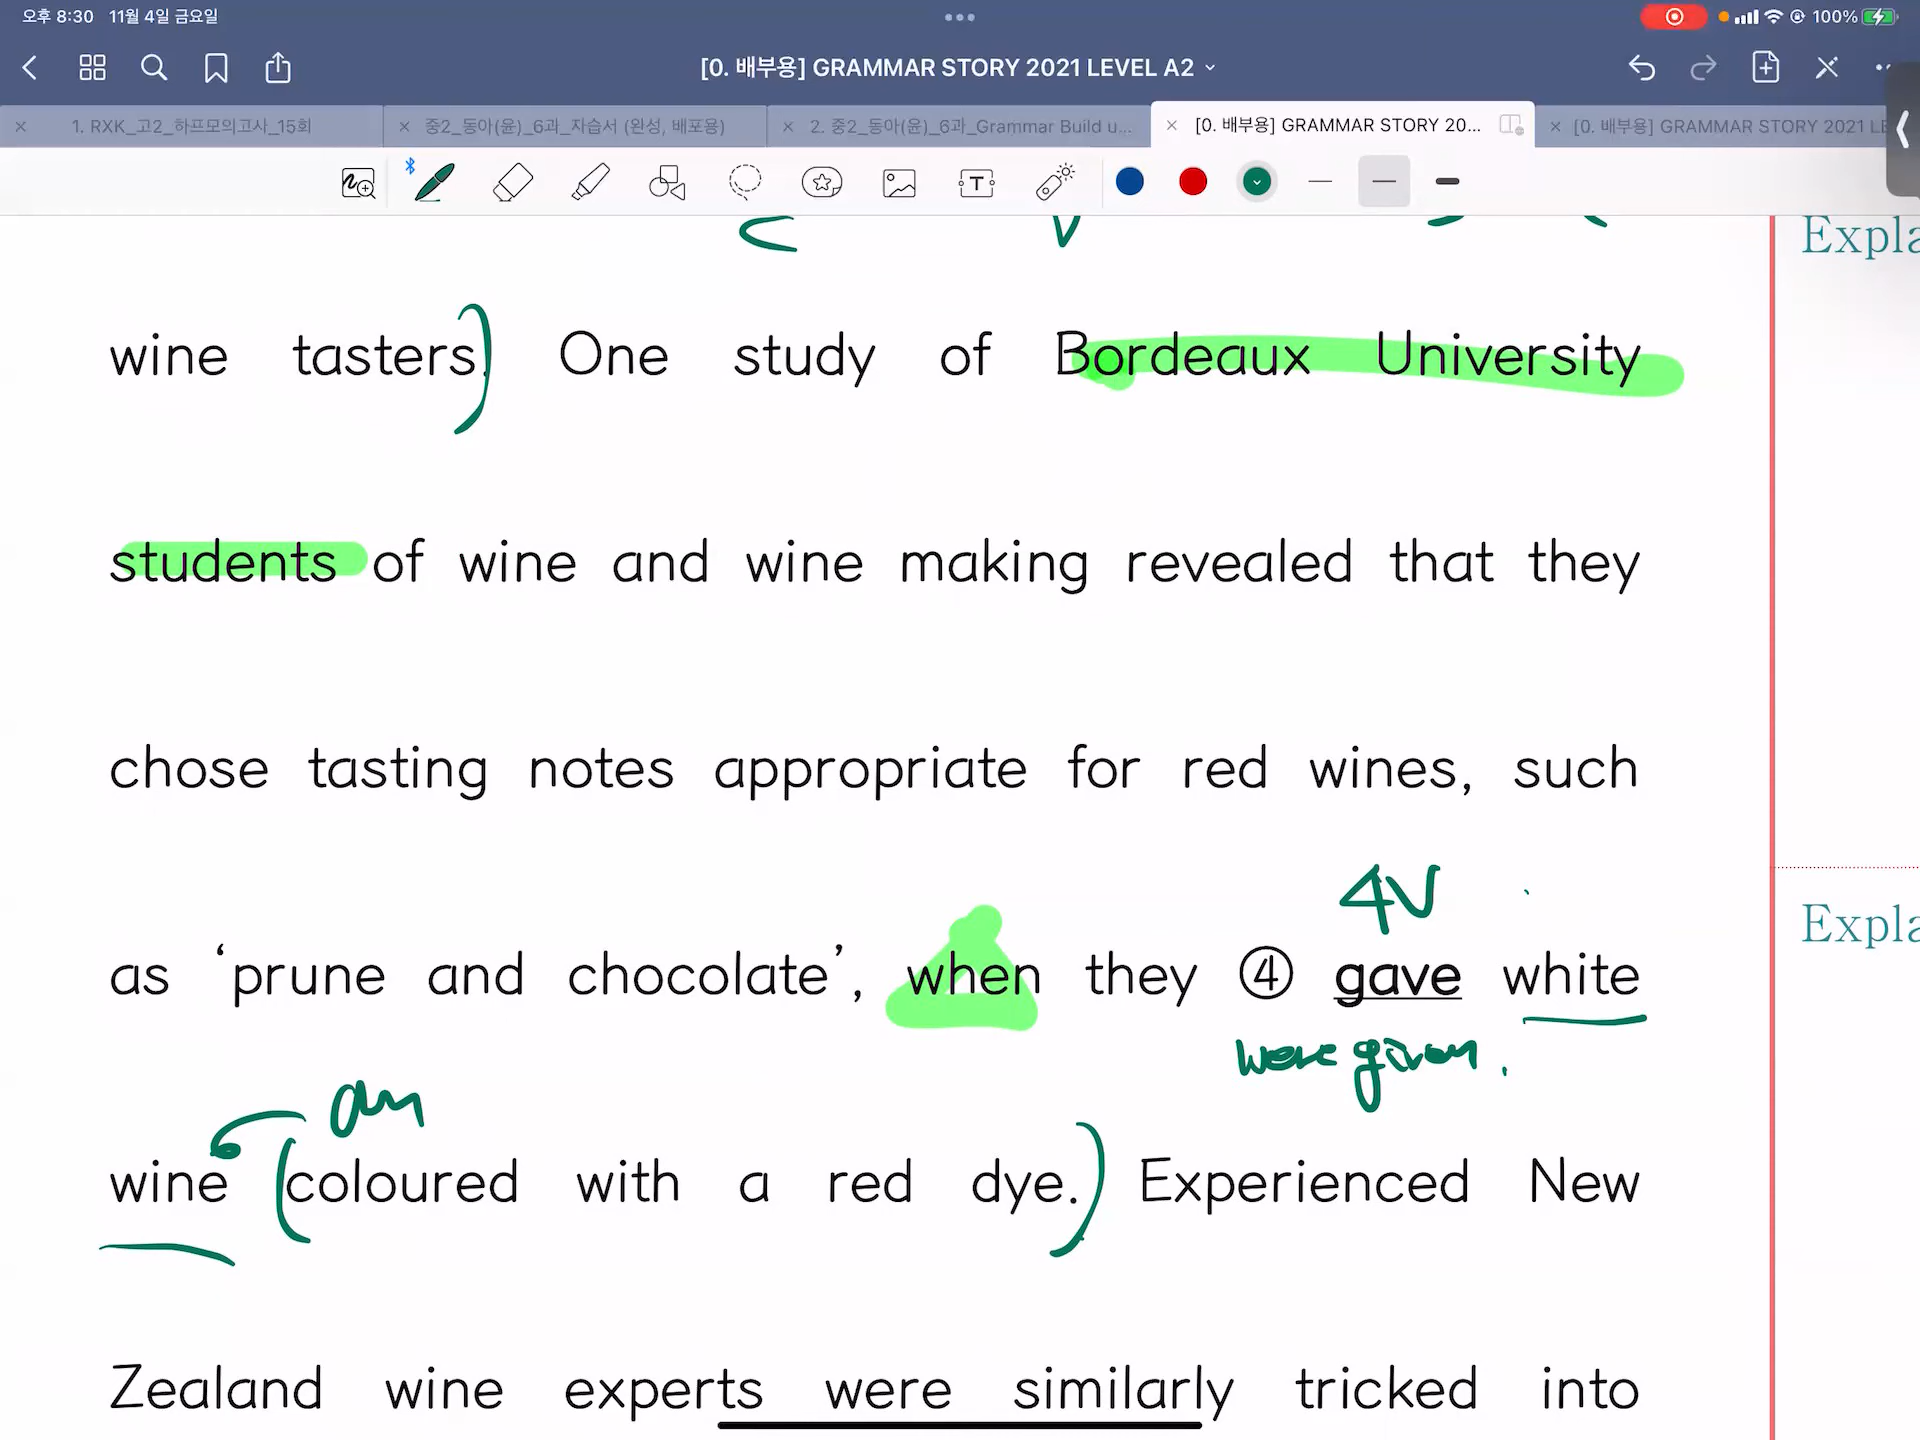 오후 8:30 11월 4일 금요일 100%
[0. 배부용] GRAMMAR STORY 2021 LEVEL A2
1. RXK_고2_하프모의고사_15회
중2_동아(윤)_6과_자습서 (완성, 배포용)
2. 중2_동아(윤)_6과_Grammar Build u...
[0. 배부용] GRAMMAR STORY 20...
[0. 배부용] GRAMMAR STORY 2021 LE
Expla
wine tasters.) One study of Bordeaux University
students of wine and wine making revealed that they
chose tasting notes appropriate for red wines, such
4V
as ‘prune and chocolate’, when they ④ gave white
Expla
were given.
wine (coloured with a red dye.) Experienced New
Zealand wine experts were similarly tricked into